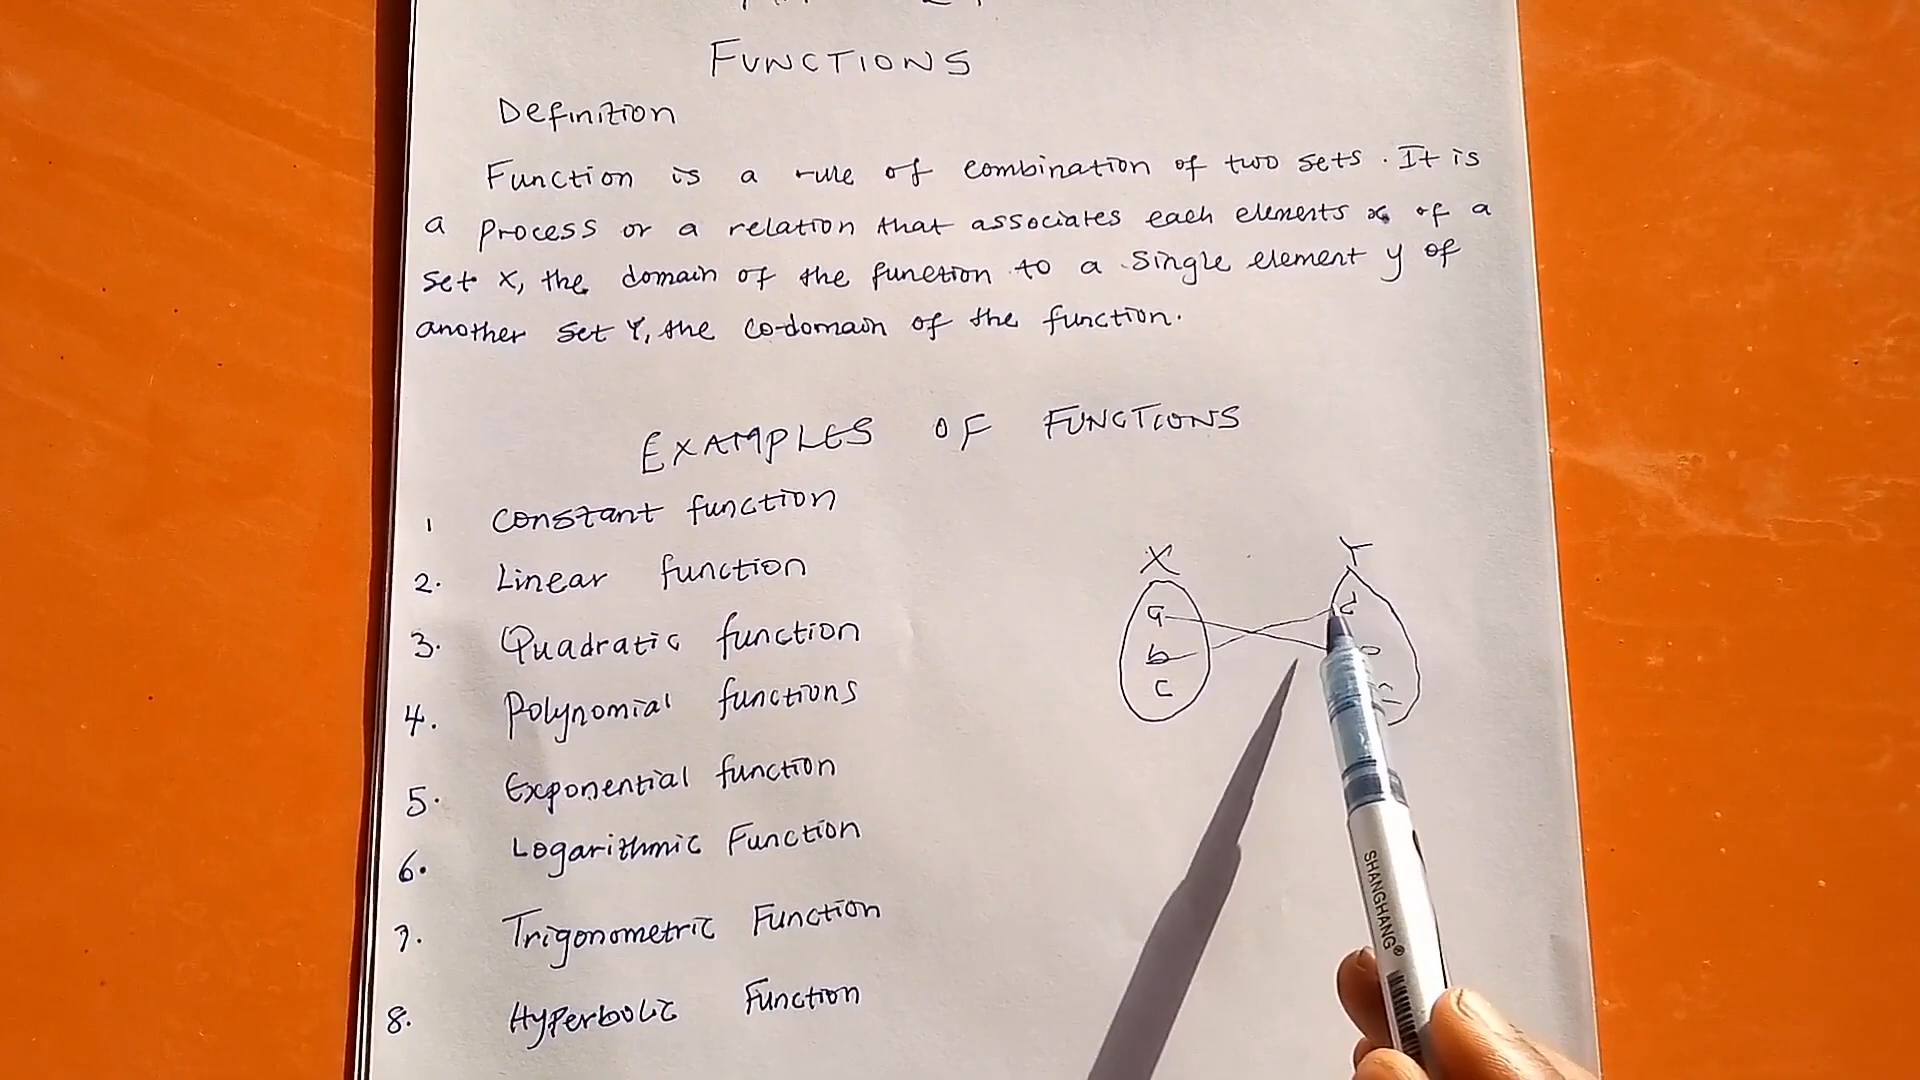 FUNCTIONS
Definition
Function is a rule of combination of two sets. It is
a process or a relation that associates each elements x of a
set X, the domain of the function to a single element y of
another set Y, the co-domain of the function.
EXAMPLES OF FUNCTIONS
1 Constant function
2. Linear function
3. Quadratic function
4. Polynomial functions
5. Exponential function
6. Logarithmic Function
7. Trigonometric Function
8. Hyperbolic Function
X Y
a d
b
c
SHANGHANG®